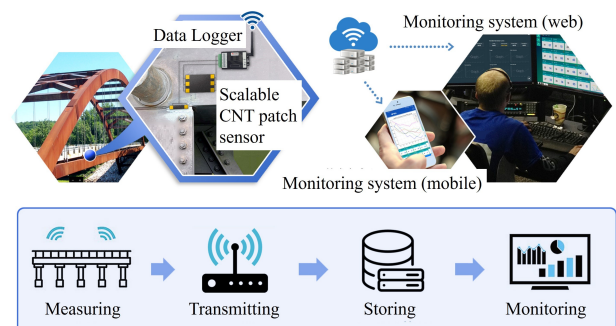 Data Logger
Scalable
CNT patch
sensor
Monitoring system (web)
Monitoring system (mobile)
Measuring
Transmitting
Storing
Monitoring